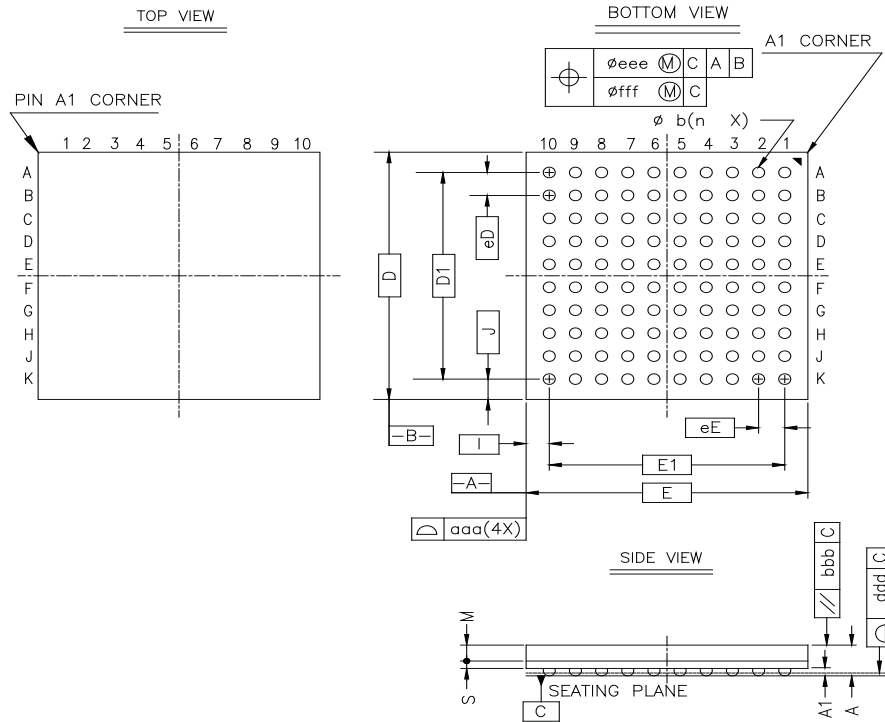 TOP VIEW
BOTTOM VIEW
A1 CORNER
PIN A1 CORNER
øeee Ⓜ C A B
øfff Ⓜ C
ø b(n X)
1 2 3 4 5 6 7 8 9 10
10 9 8 7 6 5 4 3 2 1
A
B
C
D
E
F
G
H
J
K
D
D1
eD
J
A
B
C
D
E
F
G
H
J
K
-B-
I
eE
E1
-A-
E
aaa(4X)
SIDE VIEW
// bbb C
ddd C
M
S
SEATING PLANE
C
A1
A